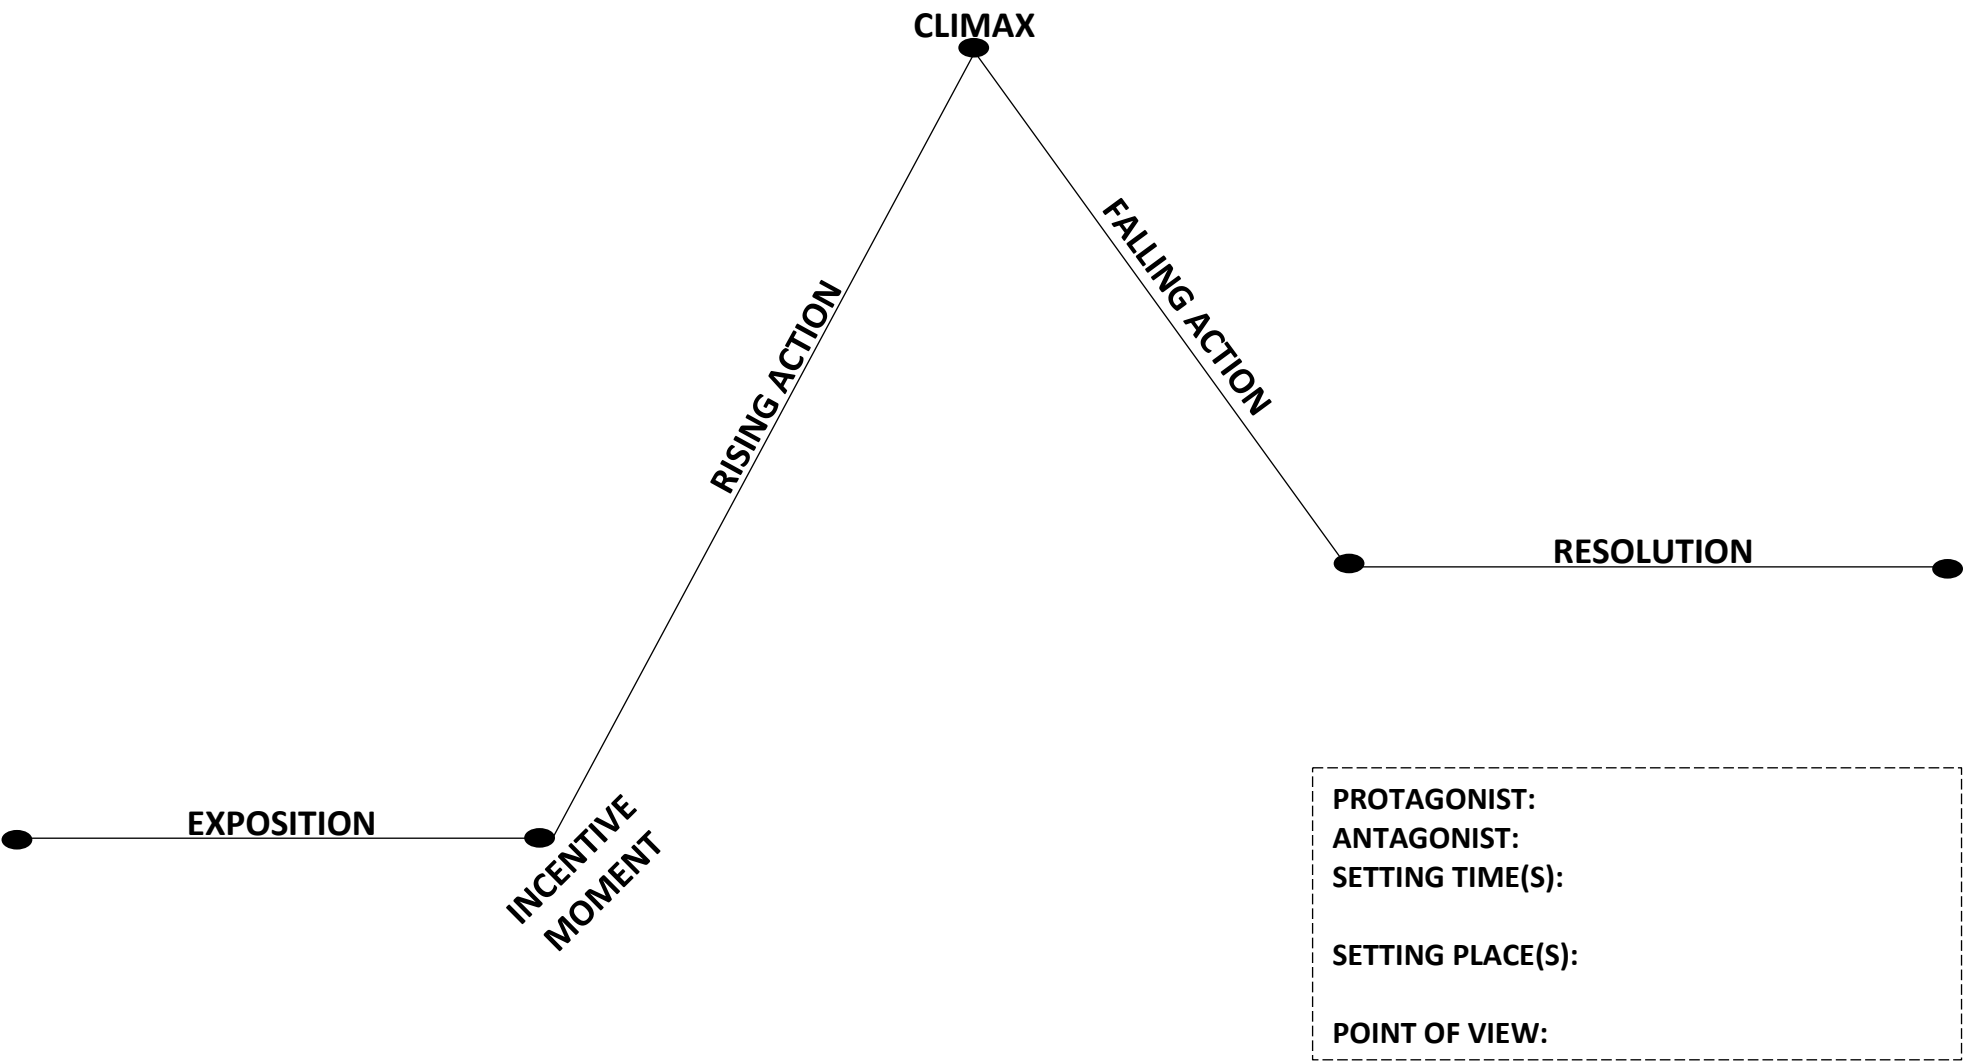 CLIMAX
FALLING ACTION
RISING ACTION
RESOLUTION
EXPOSITION
INCENTIVE
MOMENT
PROTAGONIST:
ANTAGONIST:
SETTING TIME(S):
SETTING PLACE(S):
POINT OF VIEW: